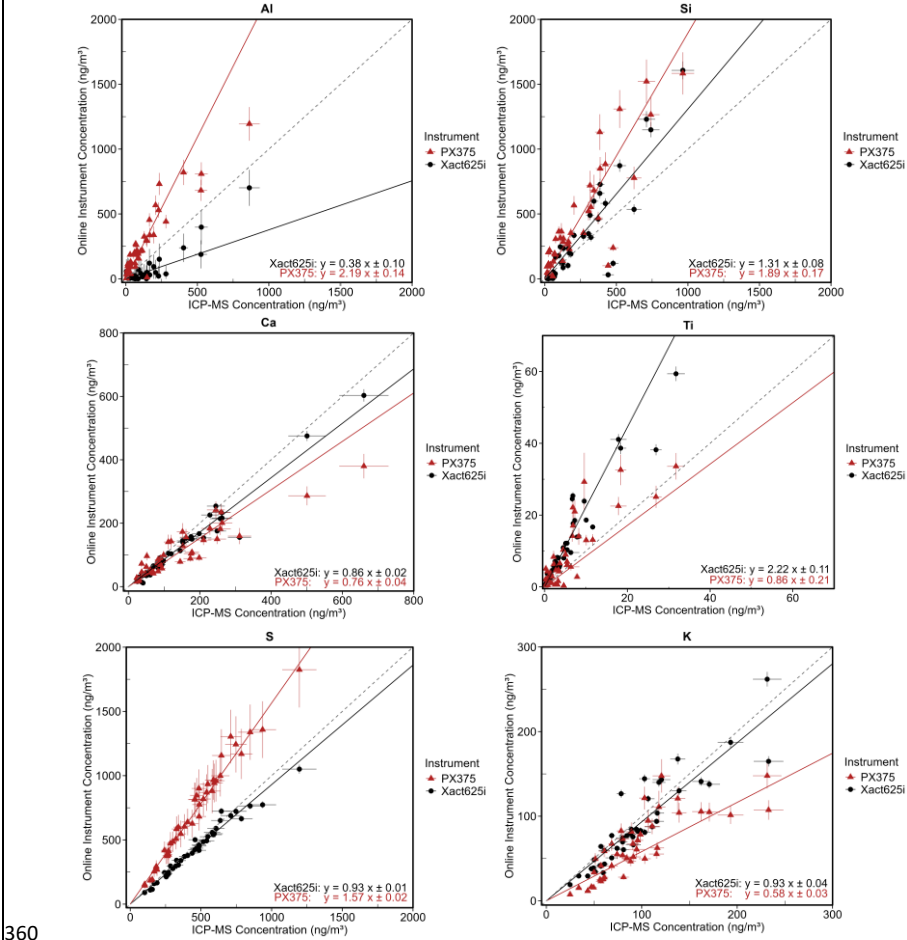 Al
Online Instrument Concentration (ng/m³)
2000
1500
1000
500
0
0
500
1000
1500
2000
ICP-MS Concentration (ng/m³)
Xact625i: y = 0.38 x ± 0.10
PX375: y = 2.19 x ± 0.14
Instrument
PX375
Xact625i
Si
Online Instrument Concentration (ng/m³)
2000
1500
1000
500
0
0
500
1000
1500
2000
ICP-MS Concentration (ng/m³)
Xact625i: y = 1.31 x ± 0.08
PX375: y = 1.89 x ± 0.17
Instrument
PX375
Xact625i
Ca
Online Instrument Concentration (ng/m³)
800
600
400
200
0
0
200
400
600
800
ICP-MS Concentration (ng/m³)
Xact625i: y = 0.86 x ± 0.02
PX375: y = 0.76 x ± 0.04
Instrument
PX375
Xact625i
Ti
Online Instrument Concentration (ng/m³)
60
40
20
0
0
20
40
60
ICP-MS Concentration (ng/m³)
Xact625i: y = 2.22 x ± 0.11
PX375: y = 0.86 x ± 0.21
Instrument
PX375
Xact625i
S
Online Instrument Concentration (ng/m³)
2000
1500
1000
500
0
0
500
1000
1500
2000
ICP-MS Concentration (ng/m³)
Xact625i: y = 0.93 x ± 0.01
PX375: y = 1.57 x ± 0.02
Instrument
PX375
Xact625i
K
Online Instrument Concentration (ng/m³)
300
200
100
0
0
100
200
300
ICP-MS Concentration (ng/m³)
Xact625i: y = 0.93 x ± 0.04
PX375: y = 0.58 x ± 0.03
Instrument
PX375
Xact625i
360